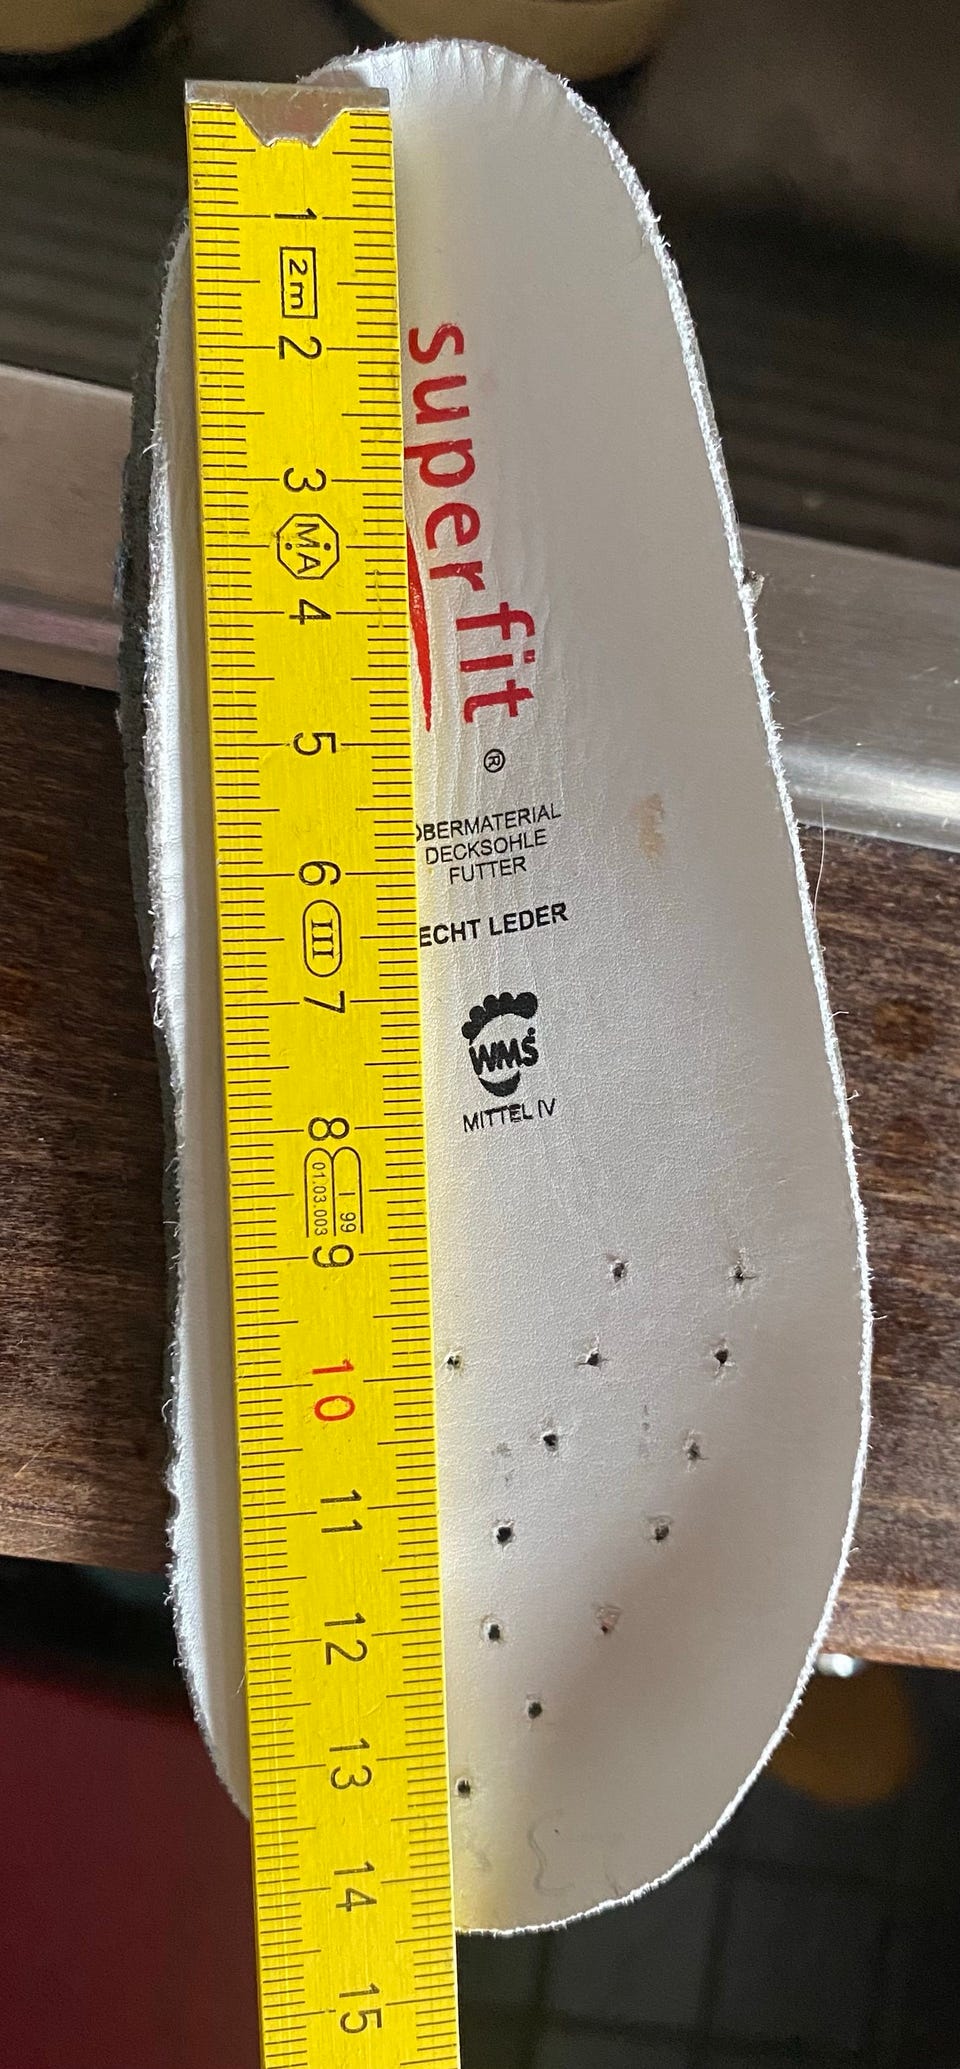 1
2 m
2
3
MA
4
5
6
III
7
8
01.03.003
I 99
9
10
11
12
13
14
15
superfit®
OBERMATERIAL
DECKSOHLE
FUTTER
ECHT LEDER
WMS
MITTEL IV